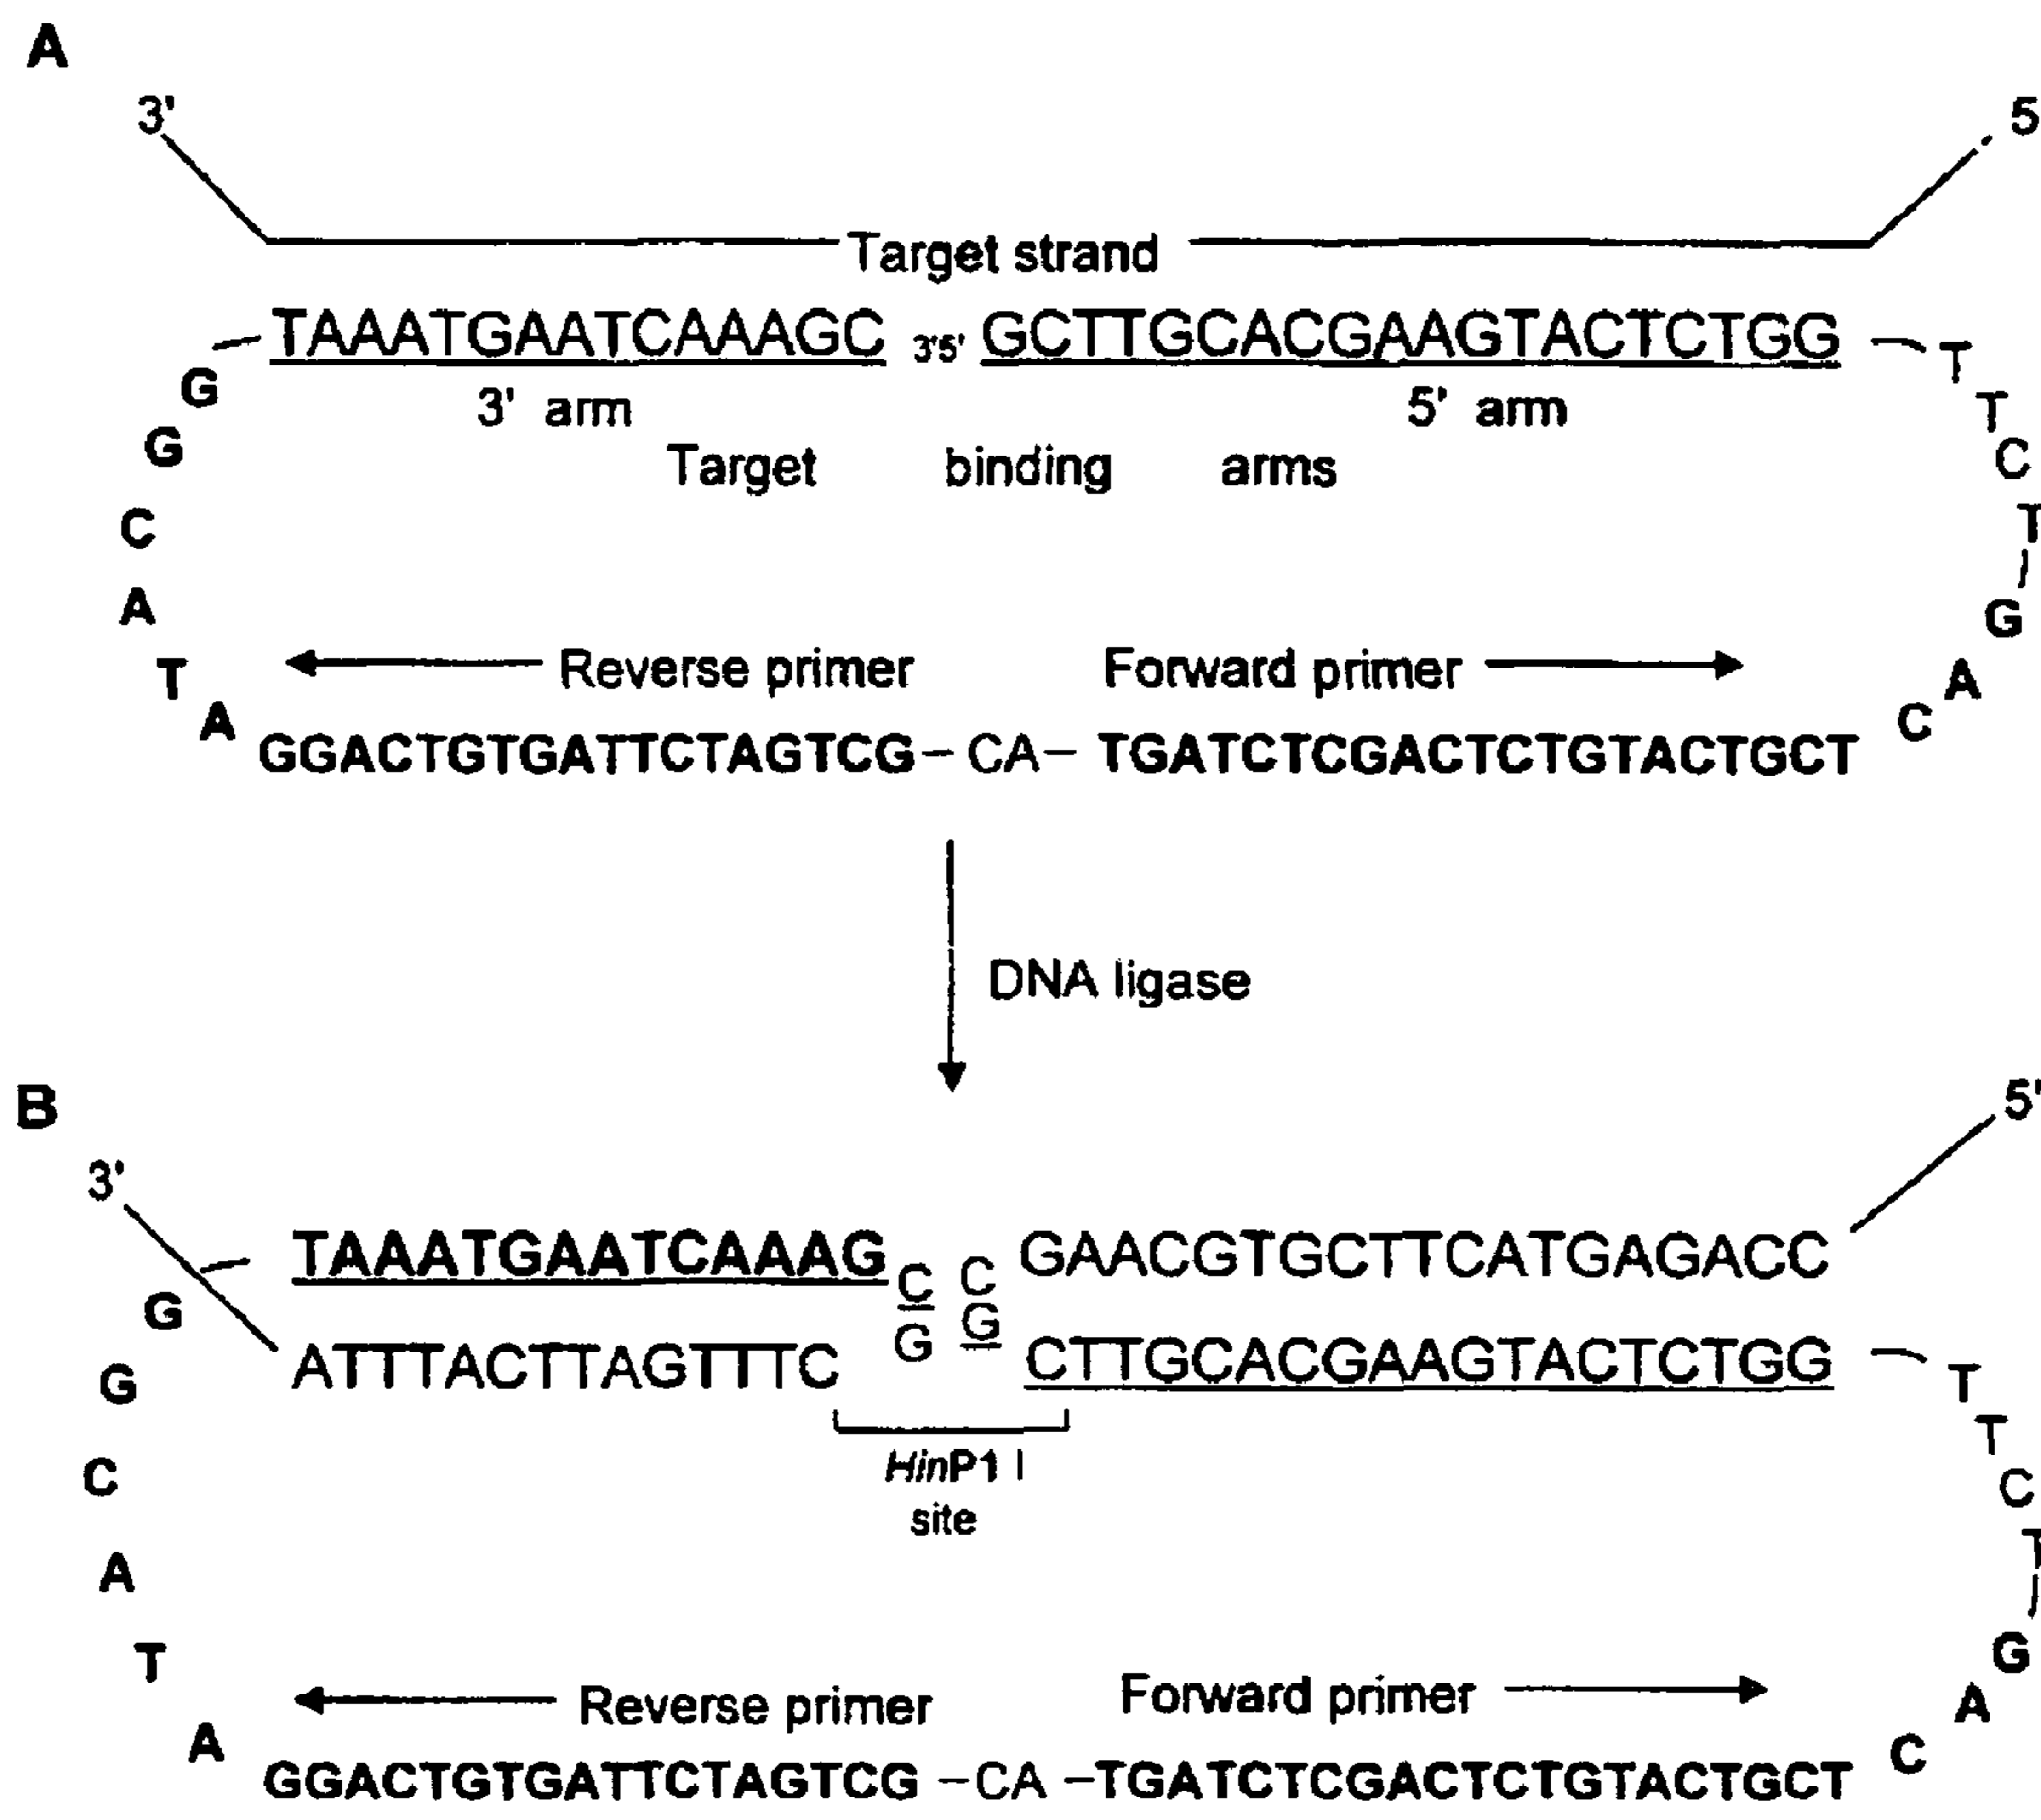 A
3' 5
Target strand
TAAATGAATCAAAGC 3'5' GCTTGCACGAAGTACTCTGG
3' arm 5' arm
Target binding arms
G
G
C
A
T
A
T
T
C
T
G
A
C
Reverse primer Forward primer
GGACTGTGATTCTAGTCG – CA – TGATCTCGACTCTGTACTGCT
DNA ligase
B
3' 5'
TAAATGAATCAAAG C C GAACGTGCTTCATGAGACC
ATTTACTTAGTTTC G G CTTGCACGAAGTACTCTGG
HinP1 I
site
G
G
C
A
T
A
T
T
C
T
G
A
C
Reverse primer Forward primer
GGACTGTGATTCTAGTCG –CA –TGATCTCGACTCTGTACTGCT